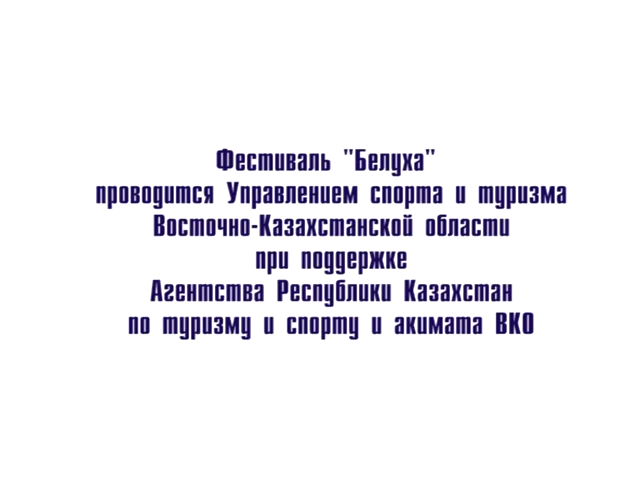 Фестиваль "Белуха"
проводится Управлением спорта и туризма
Восточно-Казахстанской области
при поддержке
Агентства Республики Казахстан
по туризму и спорту и акимата ВКО